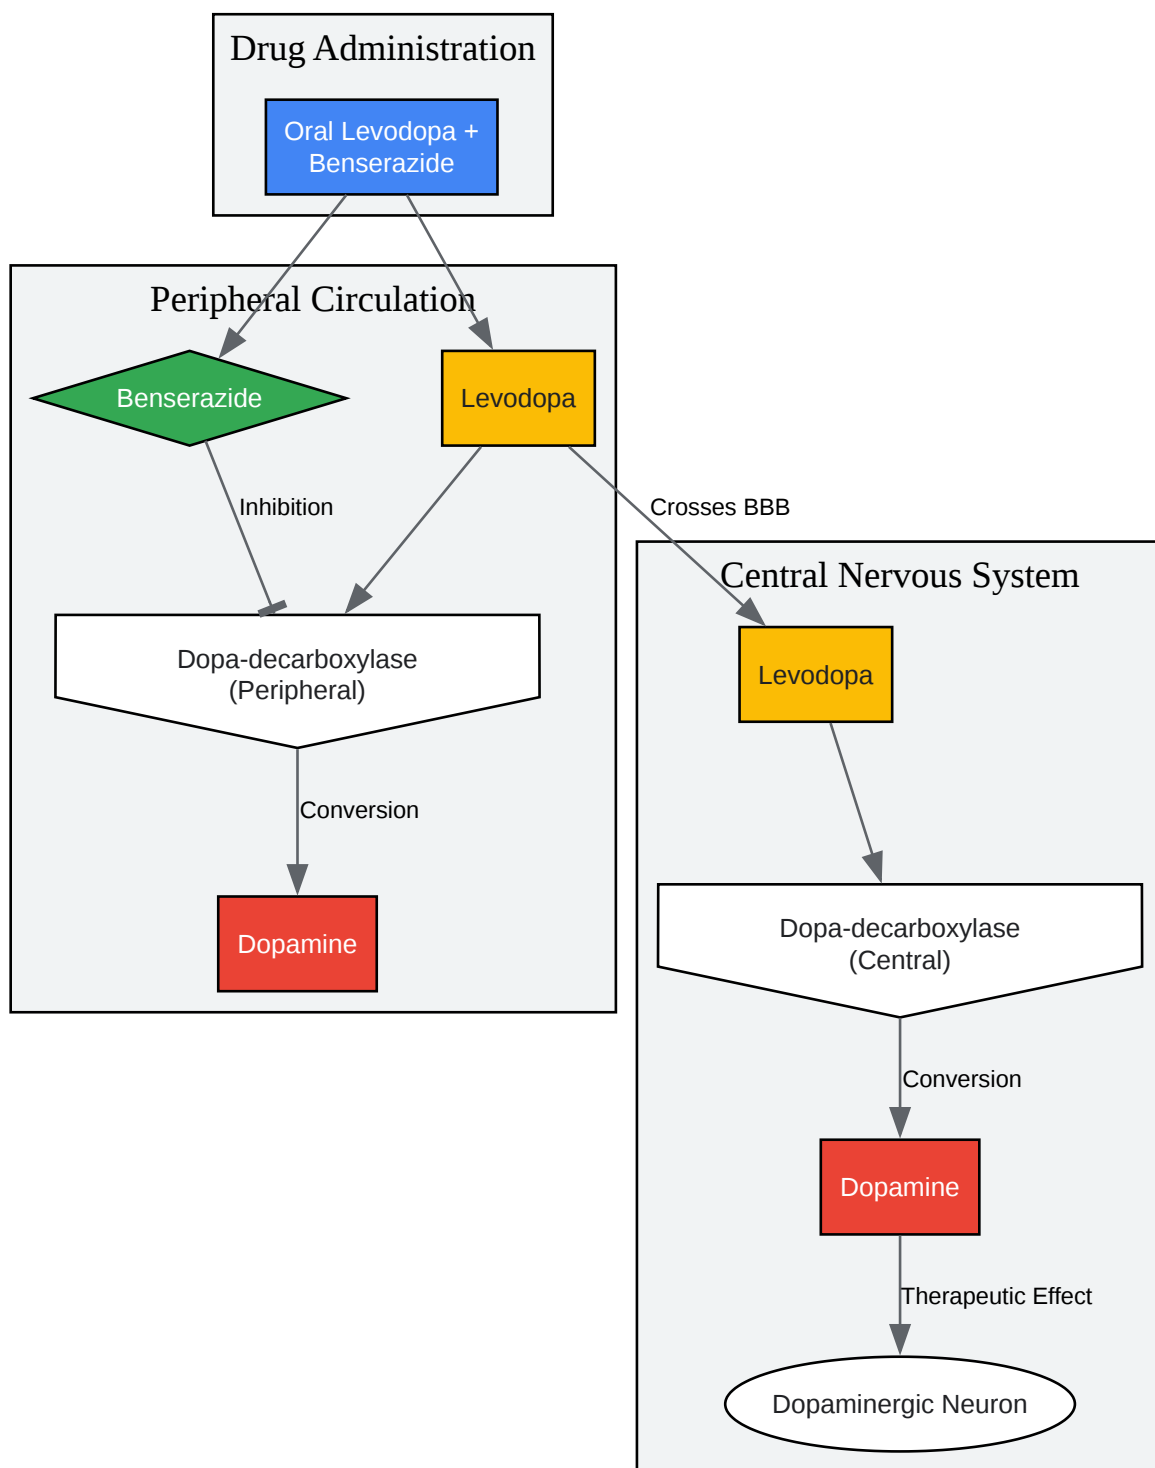 Drug Administration
Oral Levodopa +
Benserazide
Peripheral Circulation
Benserazide
Levodopa
Inhibition
Crosses BBB
Central Nervous System
Dopa-decarboxylase
(Peripheral)
Levodopa
Conversion
Dopamine
Dopa-decarboxylase
(Central)
Conversion
Dopamine
Therapeutic Effect
Dopaminergic Neuron